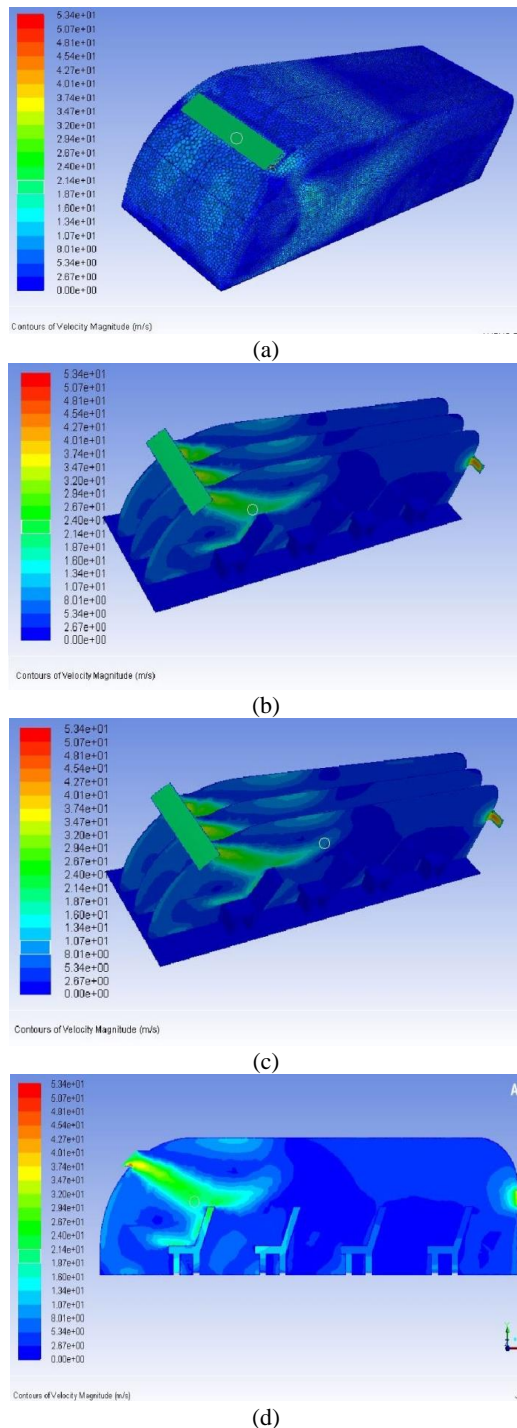 5.34e+01
5.07e+01
4.81e+01
4.54e+01
4.27e+01
4.01e+01
3.74e+01
3.47e+01
3.20e+01
2.94e+01
2.67e+01
2.40e+01
2.14e+01
1.87e+01
1.60e+01
1.34e+01
1.07e+01
8.01e+00
5.34e+00
2.67e+00
0.00e+00
Contours of Velocity Magnitude (m/s)
(a)
5.34e+01
5.07e+01
4.81e+01
4.54e+01
4.27e+01
4.01e+01
3.74e+01
3.47e+01
3.20e+01
2.94e+01
2.67e+01
2.40e+01
2.14e+01
1.87e+01
1.60e+01
1.34e+01
1.07e+01
8.01e+00
5.34e+00
2.67e+00
0.00e+00
Contours of Velocity Magnitude (m/s)
(b)
5.34e+01
5.07e+01
4.81e+01
4.54e+01
4.27e+01
4.01e+01
3.74e+01
3.47e+01
3.20e+01
2.94e+01
2.67e+01
2.40e+01
2.14e+01
1.87e+01
1.60e+01
1.34e+01
1.07e+01
8.01e+00
5.34e+00
2.67e+00
0.00e+00
Contours of Velocity Magnitude (m/s)
(c)
5.34e+01
5.07e+01
4.81e+01
4.54e+01
4.27e+01
4.01e+01
3.74e+01
3.47e+01
3.20e+01
2.94e+01
2.67e+01
2.40e+01
2.14e+01
1.87e+01
1.60e+01
1.34e+01
1.07e+01
8.01e+00
5.34e+00
2.67e+00
0.00e+00
A
Y
Contours of Velocity Magnitude (m/s)
(d)